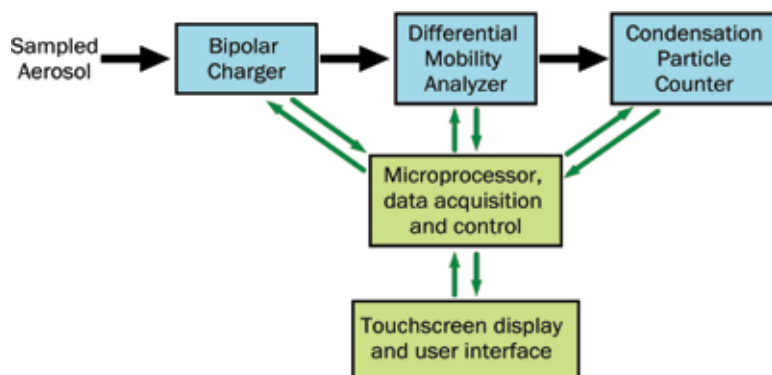 Sampled
Aerosol
Bipolar
Charger
Differential
Mobility
Analyzer
Condensation
Particle
Counter
Microprocessor,
data acquisition
and control
Touchscreen display
and user interface